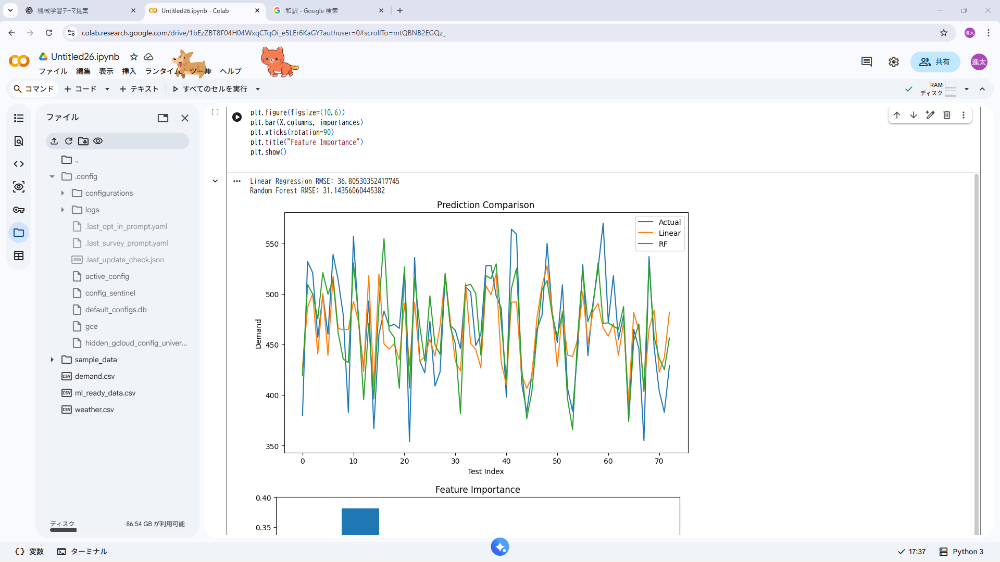 機械学習テーマ提案
Untitled26.ipynb - Colab
和訳 - Google 検索
colab.research.google.com/drive/1bEzZBT8F04H04WxqCTqOi_e5LEr6KaGY?authuser=0#scrollTo=mtQBNB2EGQz_
進太
Untitled26.ipynb
ファイル 編集 表示 挿入 ランタイム ツール ヘルプ
共有
進太
コマンド + コード + テキスト すべてのセルを実行
RAM
ディスク
ファイル
..
.config
configurations
logs
.last_opt_in_prompt.yaml
.last_survey_prompt.yaml
JSON .last_update_check.json
active_config
config_sentinel
default_configs.db
gce
hidden_gcloud_config_univer...
sample_data
CSV demand.csv
CSV ml_ready_data.csv
CSV weather.csv
ディスク 86.54 GB が利用可能
[ ]
plt.figure(figsize=(10,6))
plt.bar(X.columns, importances)
plt.xticks(rotation=90)
plt.title("Feature Importance")
plt.show()
Linear Regression RMSE: 36.80530352417745
Random Forest RMSE: 31.14356060445382
Prediction Comparison
Actual
Linear
RF
550
500
450
400
350
Demand
0 10 20 30 40 50 60 70
Test Index
Feature Importance
0.40
0.35
{} 変数 ターミナル
17:37 Python 3